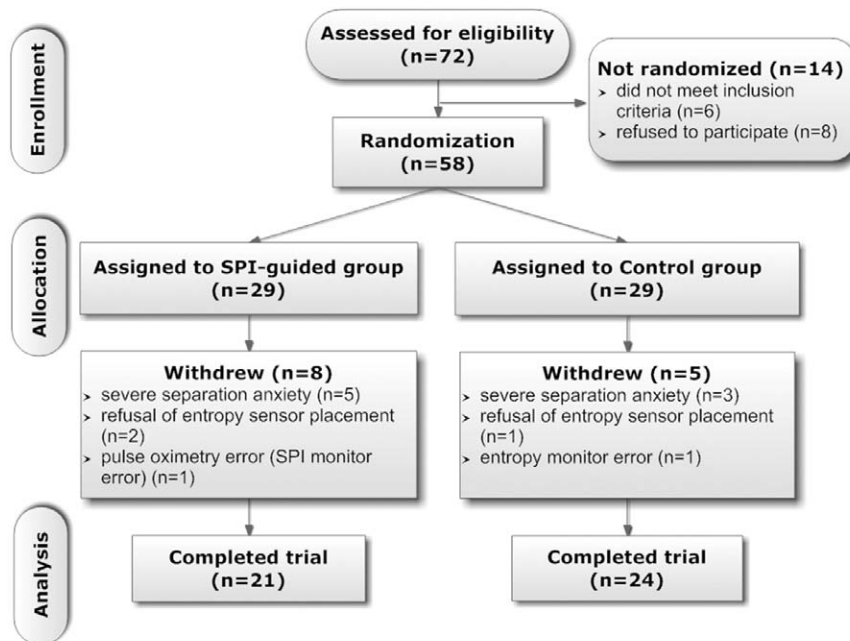 Enrollment
Assessed for eligibility
(n=72)
Not randomized (n=14)
➤ did not meet inclusion
criteria (n=6)
➤ refused to participate (n=8)
Randomization
(n=58)
Allocation
Assigned to SPI-guided group
(n=29)
Assigned to Control group
(n=29)
Withdrew (n=8)
➤ severe separation anxiety (n=5)
➤ refusal of entropy sensor placement
(n=2)
➤ pulse oximetry error (SPI monitor
error) (n=1)
Withdrew (n=5)
➤ severe separation anxiety (n=3)
➤ refusal of entropy sensor placement
(n=1)
➤ entropy monitor error (n=1)
Analysis
Completed trial
(n=21)
Completed trial
(n=24)